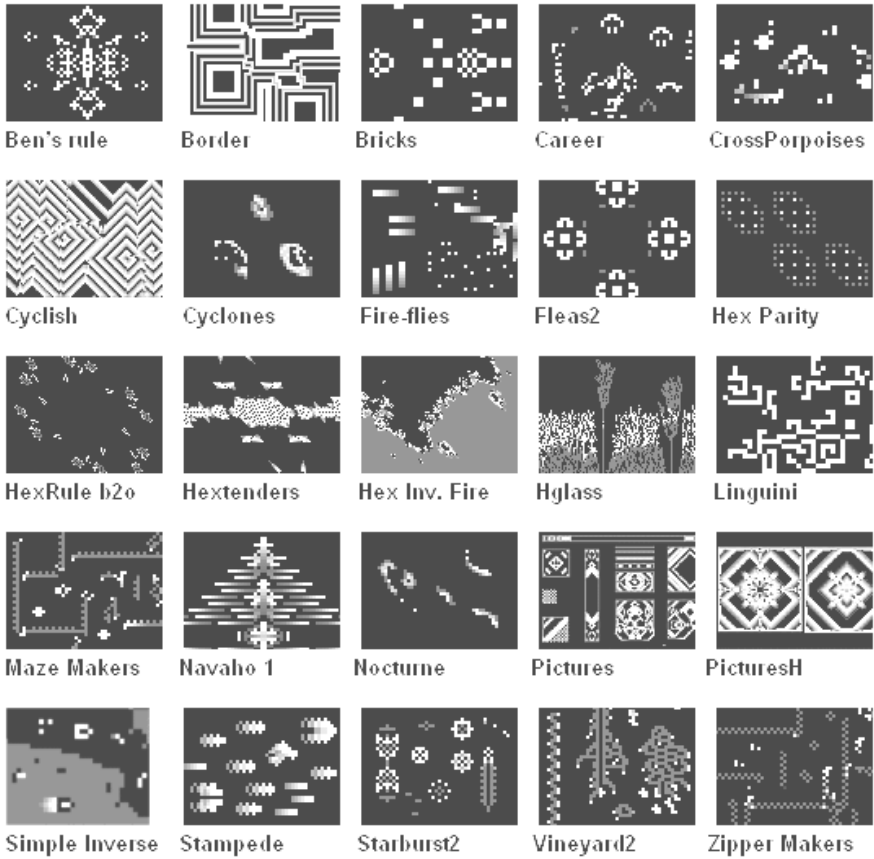 Ben's rule Border Bricks Career CrossPorpoises
Cyclish Cyclones Fire-flies Fleas2 Hex Parity
HexRule b2o Hextenders Hex Inv. Fire Hglass Linguini
Maze Makers Navaho 1 Nocturne Pictures PicturesH
Simple Inverse Stampede Starburst2 Vineyard2 Zipper Makers